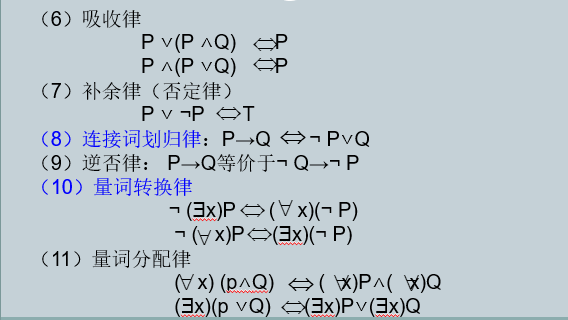 （6）吸收律
P ∨(P ∧Q) ⇔P
P ∧(P ∨Q) ⇔P
（7）补余律（否定律）
P ∨ ¬P ⇔T
（8）连接词划归律：P→Q ⇔ ¬ P∨Q
（9）逆否律： P→Q等价于¬ Q→¬ P
（10）量词转换律
¬ (∃x)P ⇔ (∀ x)(¬ P)
¬ (∀ x)P ⇔ (∃x)(¬ P)
（11）量词分配律
(∀ x) (p∧Q) ⇔ ( ∀x)P∧( ∀x)Q
(∃x)(p ∨Q) ⇔(∃x)P∨(∃x)Q